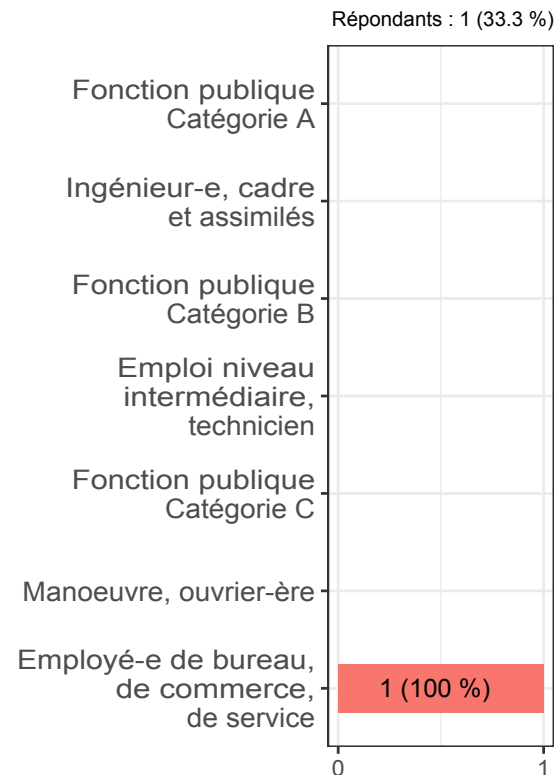 Répondants : 1 (33.3 %)
Fonction publique
Catégorie A
Ingénieur-e, cadre
et assimilés
Fonction publique
Catégorie B
Emploi niveau
intermédiaire,
technicien
Fonction publique
Catégorie C
Manoeuvre, ouvrier-ère
Employé-e de bureau,
de commerce,
de service
1 (100 %)
0 1